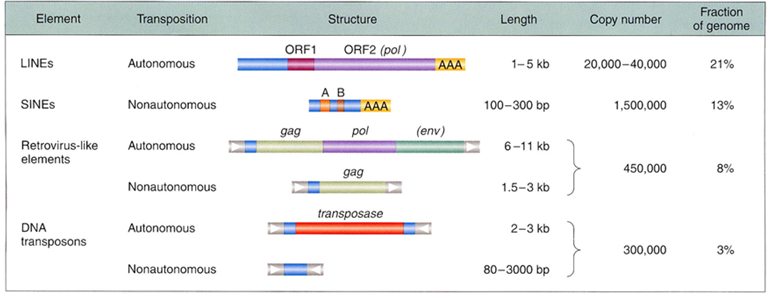 Element Transposition Structure Length Copy number Fraction of genome
ORF1 ORF2 (pol)
LINEs Autonomous AAA 1–5 kb 20,000–40,000 21%
A B
SINEs Nonautonomous AAA 100–300 bp 1,500,000 13%
gag pol (env)
Retrovirus-like elements Autonomous 6–11 kb
450,000 8%
gag
Nonautonomous 1.5–3 kb
transposase
DNA transposons Autonomous 2–3 kb
300,000 3%
Nonautonomous 80–3000 bp